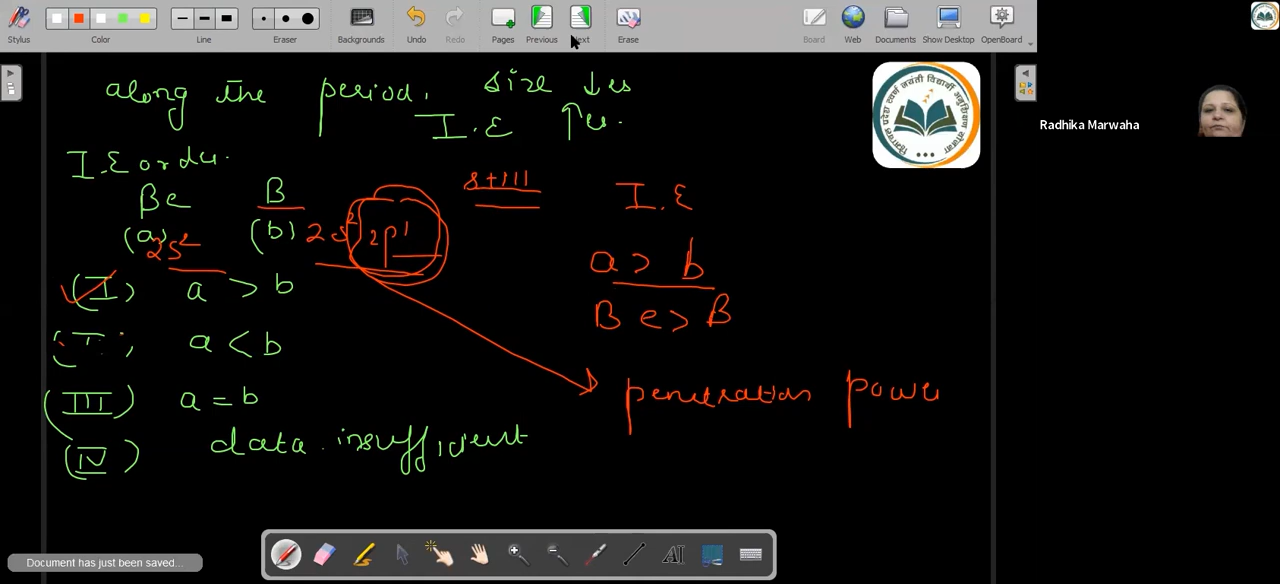 Stylus Color Line Eraser Backgrounds Undo Redo Pages Previous Next Erase Board Web Documents Show Desktop OpenBoard
along the period, size ↓es
I.E ↑es.
I.E order.
Be B
(a) (b)
2s² 2s² 2p¹
I.E
(I) a > b
a > b
Be > B
a < b
(III) a = b
penetration power
(IV) data insufficient
Radhika Marwaha
Document has just been saved...